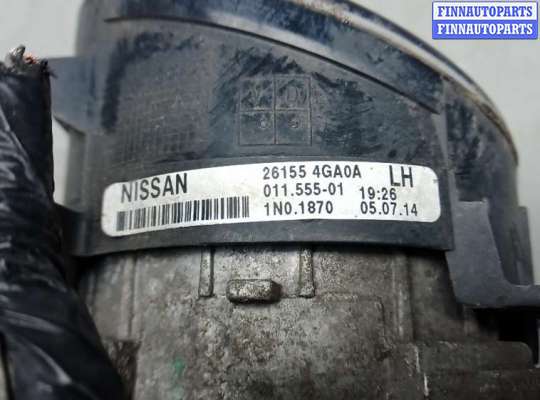 FINNAUTOPARTS
FINNAUTOPARTS
NISSAN
26155 4GA0A LH
011.555-01 19:26
1N0.1870 05.07.14